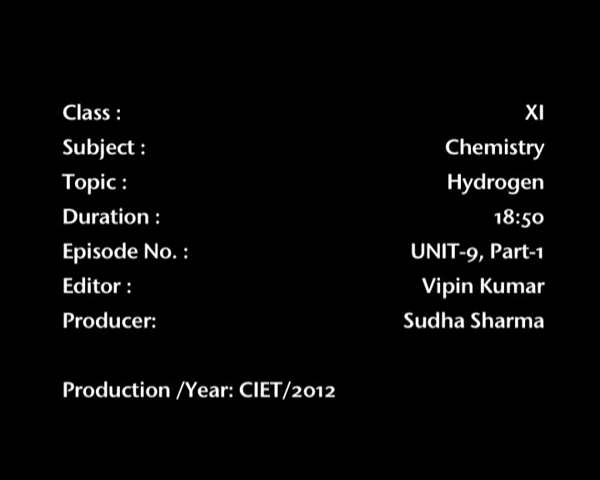 Class : XI
Subject : Chemistry
Topic : Hydrogen
Duration : 18:50
Episode No. : UNIT-9, Part-1
Editor : Vipin Kumar
Producer: Sudha Sharma
Production /Year: CIET/2012